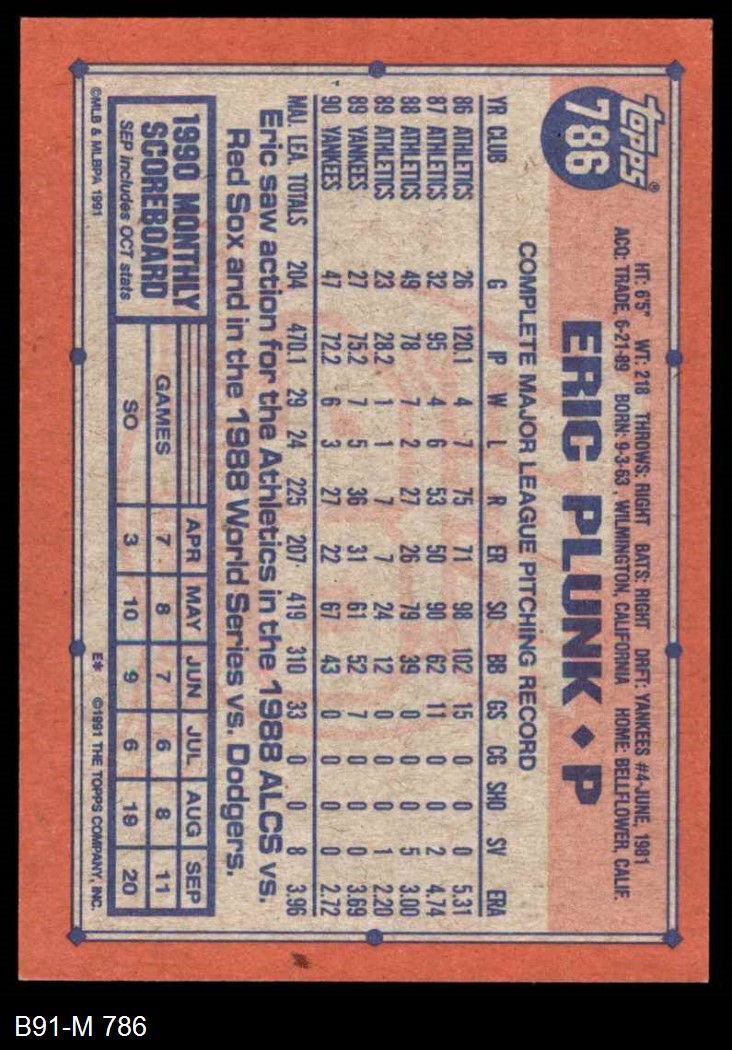 topps®
786
HT: 6'5" WT: 218 THROWS: RIGHT BATS: RIGHT DRFT: YANKEES #4-JUNE, 1981
ACQ: TRADE, 6-21-89 BORN: 9-3-63, WILMINGTON, CALIFORNIA HOME: BELLFLOWER, CALIF.
ERIC PLUNK ♦ P
COMPLETE MAJOR LEAGUE PITCHING RECORD
YR CLUB G IP W L R ER SO BB GS CG SHO SV ERA
86 ATHLETICS 26 120.1 4 7 75 71 98 102 15 0 0 0 5.31
87 ATHLETICS 32 95 4 6 53 50 90 62 11 0 0 2 4.74
88 ATHLETICS 49 78 7 2 27 26 79 39 0 0 0 5 3.00
89 ATHLETICS 23 28.2 1 1 7 7 24 12 0 0 0 1 2.20
89 YANKEES 27 75.2 7 5 36 31 61 52 7 0 0 0 3.69
90 YANKEES 47 72.2 6 3 27 22 67 43 0 0 0 0 2.72
MAJ. LEA. TOTALS 204 470.1 29 24 225 207 419 310 33 0 0 8 3.96
Eric saw action for the Athletics in the 1988 ALCS vs.
Red Sox and in the 1988 World Series vs. Dodgers.
1990 MONTHLY
SCOREBOARD
SEP includes OCT stats
APR MAY JUN JUL AUG SEP
GAMES 7 8 7 6 8 11
SO 3 10 9 6 19 20
©MLB & MLBPA 1991
E* ©1991 THE TOPPS COMPANY, INC.
B91-M 786